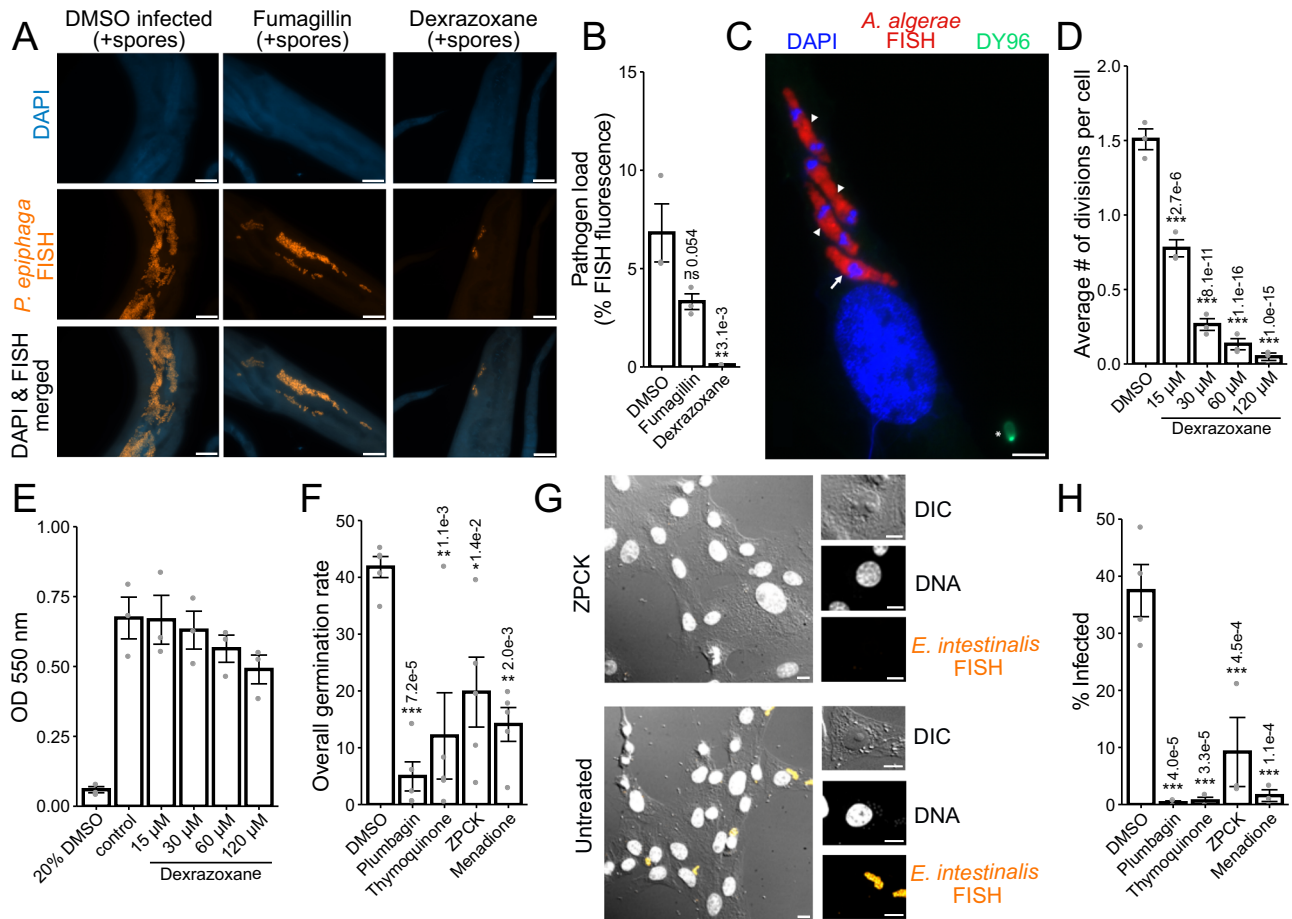 A
DMSO infected
(+spores)
Fumagillin
(+spores)
Dexrazoxane
(+spores)
DAPI
P. epiphaga
FISH
DAPI & FISH
merged
B
Pathogen load
(% FISH fluorescence)
15
10
5
0
ns 0.054
**3.1e-3
DMSO
Fumagillin
Dexrazoxane
C
DAPI
A. algerae
FISH
DY96
*
D
Average # of divisions per cell
2.0
1.5
1.0
0.5
0.0
***2.7e-6
***8.1e-11
***1.1e-16
***1.0e-15
DMSO
15 µM
30 µM
60 µM
120 µM
Dexrazoxane
E
OD 550 nm
1.00
0.75
0.50
0.25
0.00
20% DMSO
control
15 µM
30 µM
60 µM
120 µM
Dexrazoxane
F
Overall germination rate
50
40
30
20
10
0
***7.2e-5
**1.1e-3
*1.4e-2
**2.0e-3
DMSO
Plumbagin
Thymoquinone
ZPCK
Menadione
G
ZPCK
DIC
DNA
E. intestinalis
FISH
Untreated
DIC
DNA
E. intestinalis
FISH
H
% Infected
50
40
30
20
10
0
***4.0e-5
***3.3e-5
***4.5e-4
***1.1e-4
DMSO
Plumbagin
Thymoquinone
ZPCK
Menadione